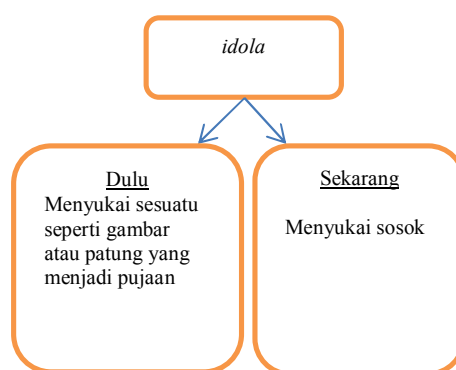 idola
Dulu
Menyukai sesuatu
seperti gambar
atau patung yang
menjadi pujaan
Sekarang
Menyukai sosok